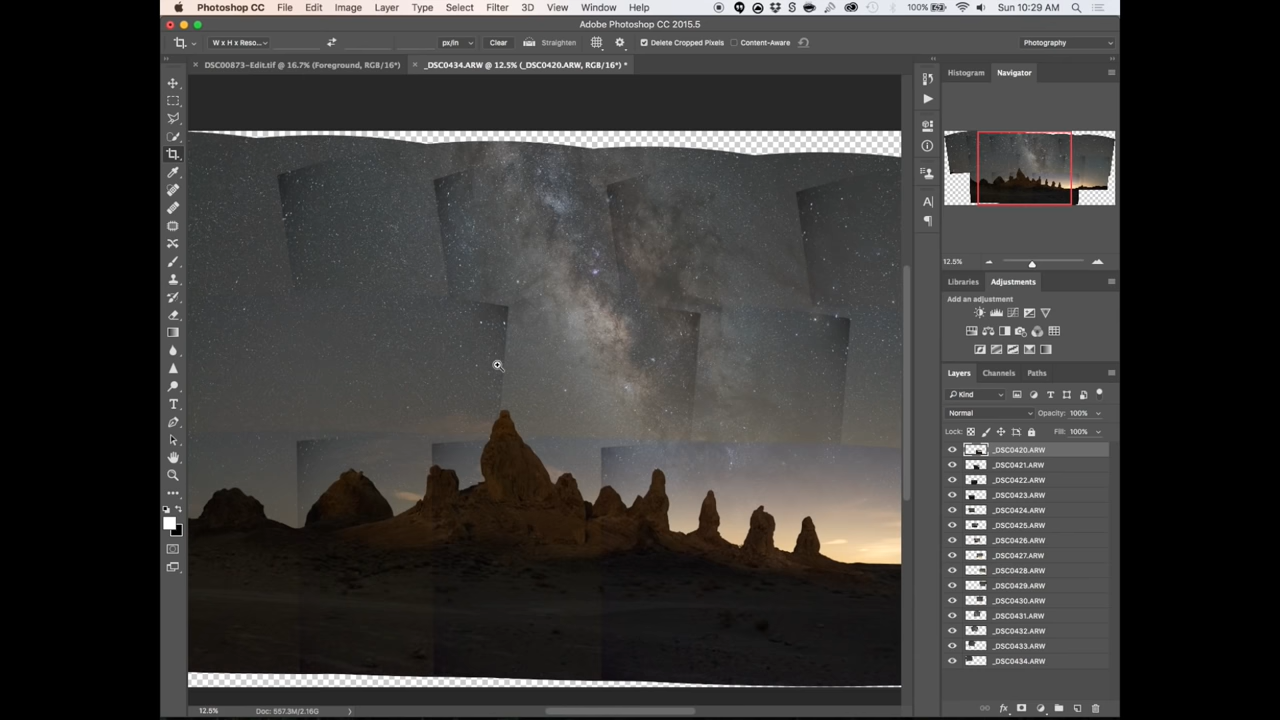 Photoshop CC File Edit Image Layer Type Select Filter 3D View Window Help 100% Sun 10:29 AM
Adobe Photoshop CC 2015.5
W x H x Reso... px/in Clear Straighten Delete Cropped Pixels Content-Aware Photography
× DSC00873-Edit.tif @ 16.7% (Foreground, RGB/16*) × _DSC0434.ARW @ 12.5% (_DSC0420.ARW, RGB/16*) *
Histogram Navigator
12.5%
Libraries Adjustments
Add an adjustment
Layers Channels Paths
Kind
Normal Opacity: 100%
Lock: Fill: 100%
_DSC0420.ARW
_DSC0421.ARW
_DSC0422.ARW
_DSC0423.ARW
_DSC0424.ARW
_DSC0425.ARW
_DSC0426.ARW
_DSC0427.ARW
_DSC0428.ARW
_DSC0429.ARW
_DSC0430.ARW
_DSC0431.ARW
_DSC0432.ARW
_DSC0433.ARW
_DSC0434.ARW
12.5% Doc: 557.3M/2.16G